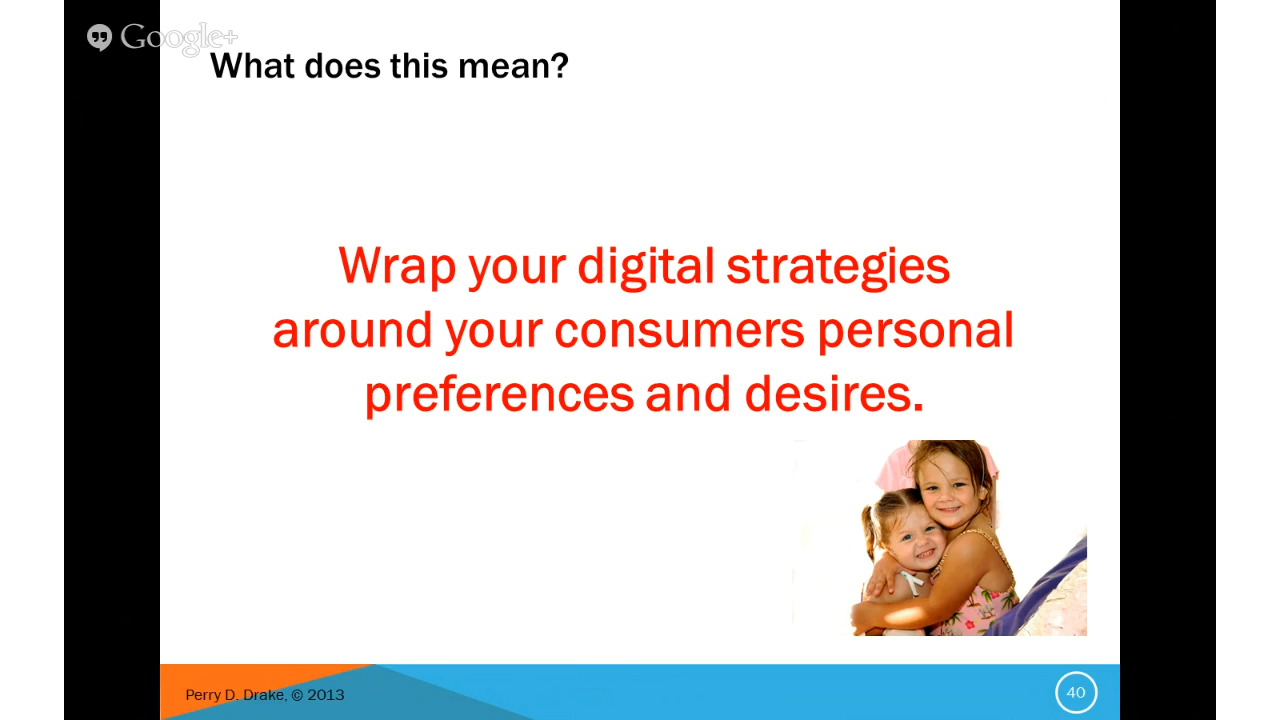 Google+
What does this mean?
Wrap your digital strategies
around your consumers personal
preferences and desires.
Perry D. Drake, © 2013
40